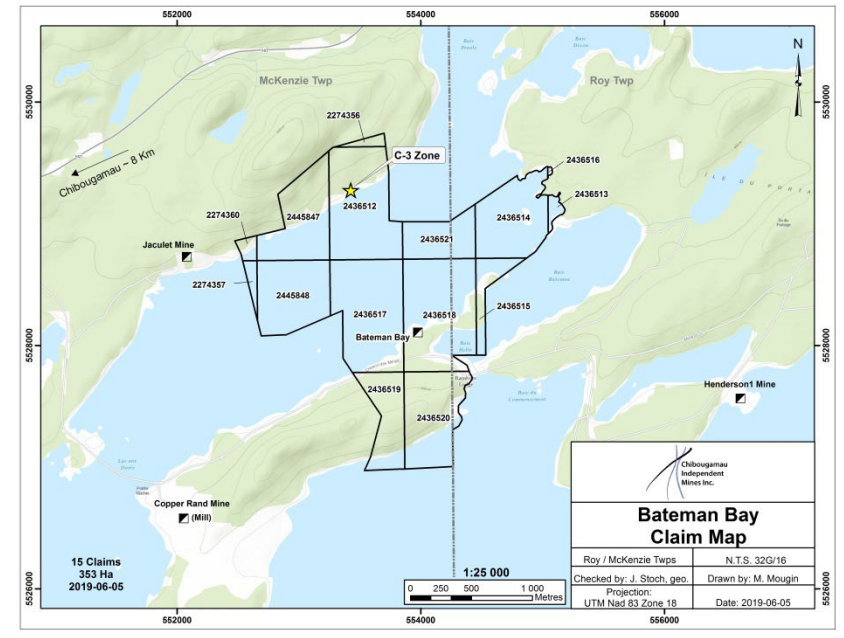 552000
554000
556000
5530000
5530000
McKenzie Twp
Roy Twp
N
2274356
C-3 Zone
Chibougamau ~ 8 Km
2436516
2436513
2436512
2445847
2436514
2274360
2436521
Jaculet Mine
2274357
2445848
2436517
2436518
2436515
Bateman Bay
5528000
5528000
2436519
2436520
Henderson1 Mine
Copper Rand Mine
(Mill)
15 Claims
353 Ha
2019-06-05
1:25 000
0 250 500 1 000
Metres
Chibougamau
Independent
Mines Inc.
Bateman Bay
Claim Map
Roy / McKenzie Twps
N.T.S. 32G/16
Checked by: J. Stoch, geo.
Drawn by: M. Mougin
Projection:
UTM Nad 83 Zone 18
Date: 2019-06-05
5526000
5526000
552000
554000
556000